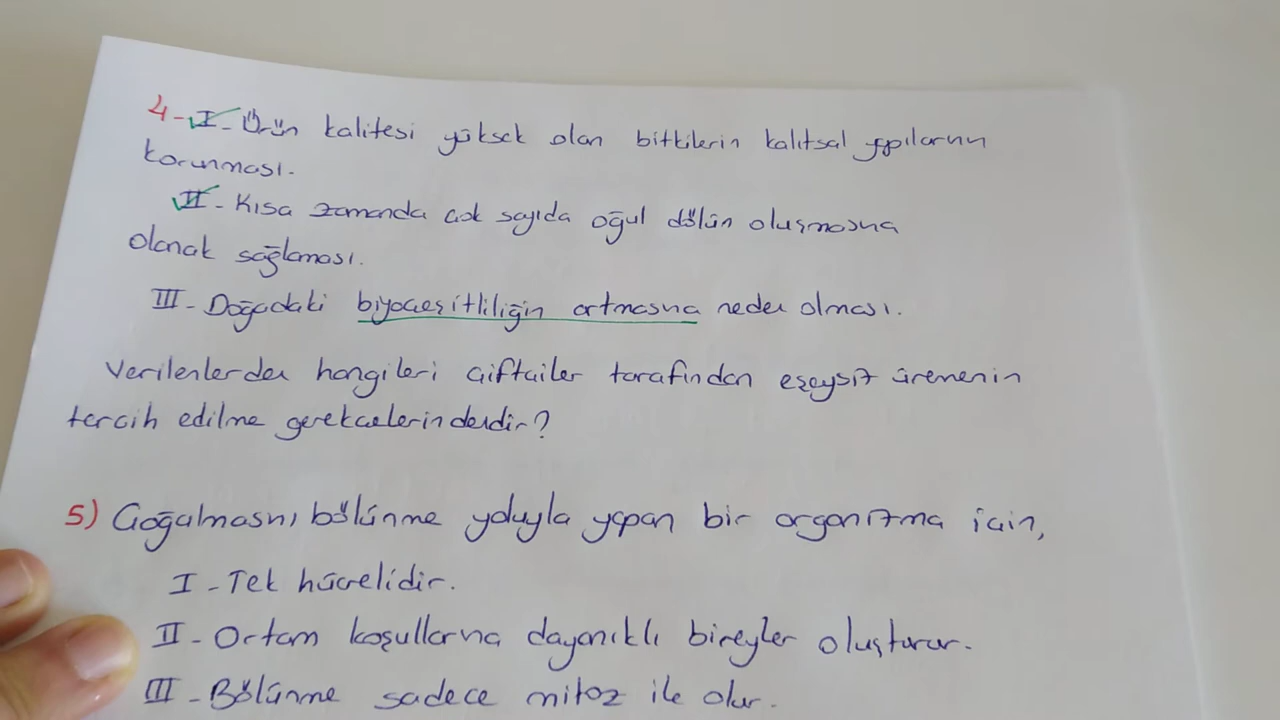 4-I-Ürün kalitesi yüksek olan bitkilerin kalıtsal yapılarının
korunması.
II- Kısa zamanda çok sayıda oğul dölün oluşmasına
olanak sağlaması.
III- Doğadaki biyoçeşitliliğin artmasına neden olması.
Verilenlerden hangileri çiftçiler tarafından eşeysiz üremenin
tercih edilme gerekçelerindendir?
5) Çoğalmasını bölünme yoluyla yapan bir organizma için,
I-Tek hücrelidir.
II- Ortam koşullarına dayanıklı bireyler oluşturur.
III-Bölünme sadece mitoz ile olur.